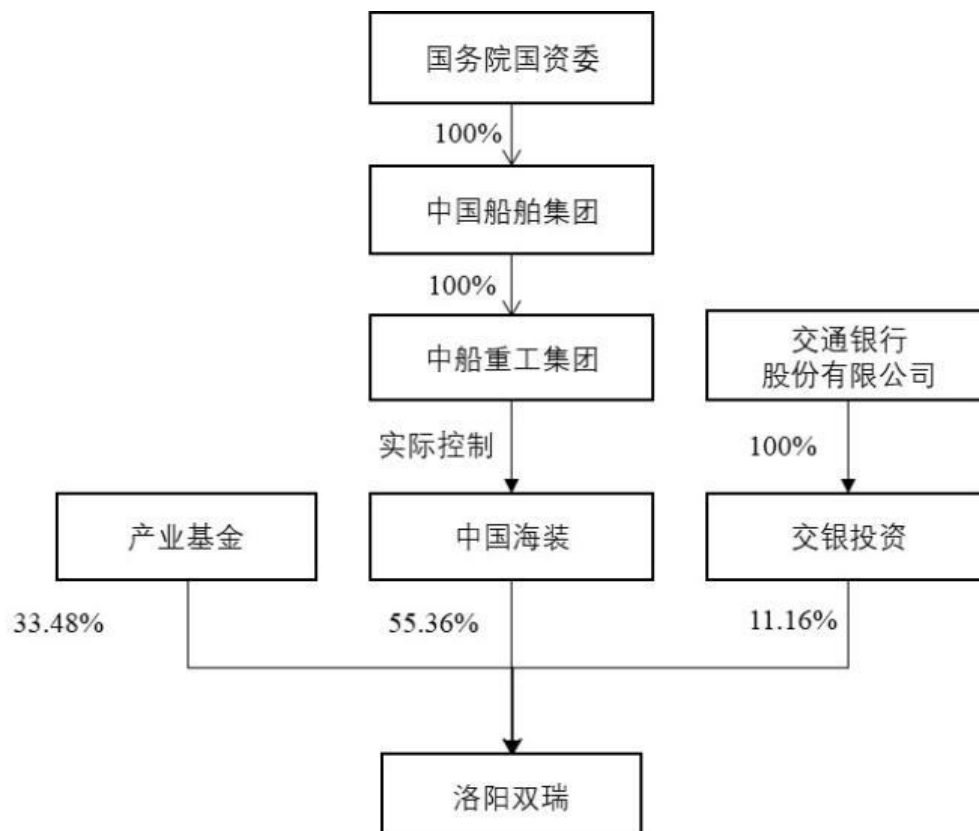 国务院国资委
100%
中国船舶集团
100%
中船重工集团
交通银行
股份有限公司
实际控制
100%
产业基金
中国海装
交银投资
33.48%
55.36%
11.16%
洛阳双瑞